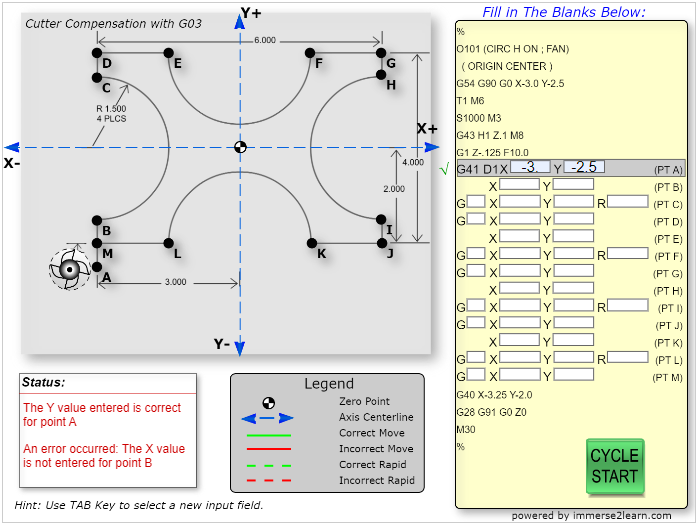 Cutter Compensation with G03
Y+
6.000
D
E
F
G
C
H
R 1.500
4 PLCS
X+
X-
4.000
2.000
B
I
M
L
K
J
A
3.000
Y-
Status:
The Y value entered is correct
for point A
An error occurred: The X value
is not entered for point B
Legend
Zero Point
Axis Centerline
Correct Move
Incorrect Move
Correct Rapid
Incorrect Rapid
Hint: Use TAB Key to select a new input field.
Fill in The Blanks Below:
%
O101 (CIRC H ON ; FAN)
( ORIGIN CENTER )
G54 G90 G0 X-3.0 Y-2.5
T1 M6
S1000 M3
G43 H1 Z.1 M8
G1 Z-.125 F10.0
√ G41 D1X -3. Y -2.5 (PT A)
X Y (PT B)
G X Y R (PT C)
G X Y (PT D)
X Y (PT E)
G X Y R (PT F)
G X Y (PT G)
X Y (PT H)
G X Y R (PT I)
G X Y (PT J)
X Y (PT K)
G X Y R (PT L)
G X Y (PT M)
G40 X-3.25 Y-2.0
G28 G91 G0 Z0
M30
%
CYCLE
START
powered by immerse2learn.com